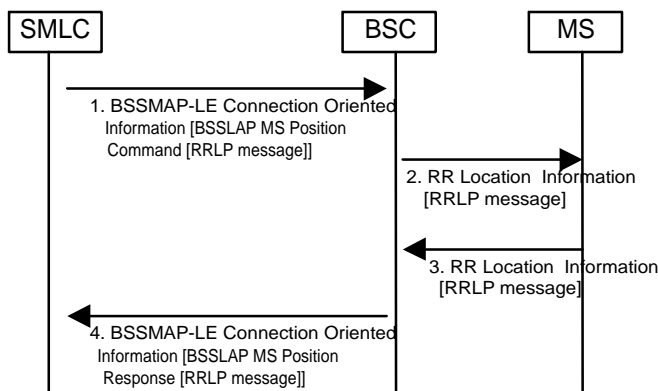 SMLC
BSC
MS
1. BSSMAP-LE Connection Oriented
Information [BSSLAP MS Position
Command [RRLP message]]
2. RR Location Information
[RRLP message]
3. RR Location Information
[RRLP message]
4. BSSMAP-LE Connection Oriented
Information [BSSLAP MS Position
Response [RRLP message]]